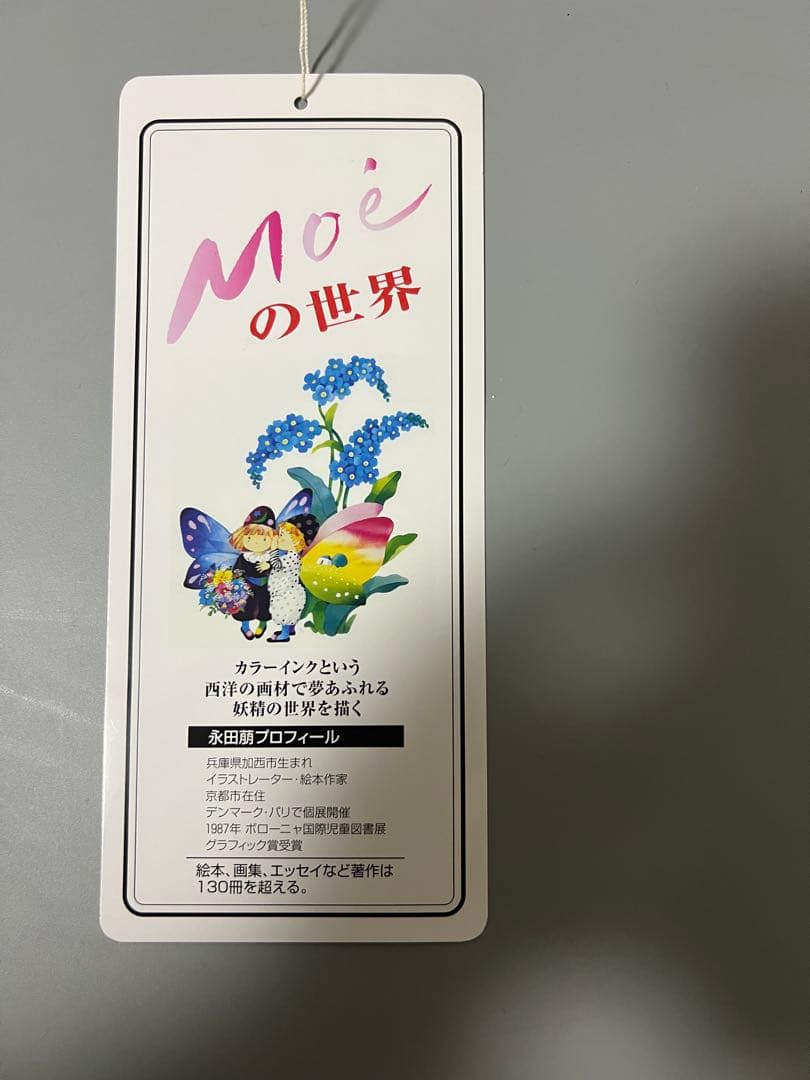 Moé
の世界
カラーインクという
西洋の画材で夢あふれる
妖精の世界を描く
永田萠プロフィール
兵庫県加西市生まれ
イラストレーター・絵本作家
京都市在住
デンマーク・パリで個展開催
1987年 ボローニャ国際児童図書展
グラフィック賞受賞
絵本、画集、エッセイなど著作は
130冊を超える。